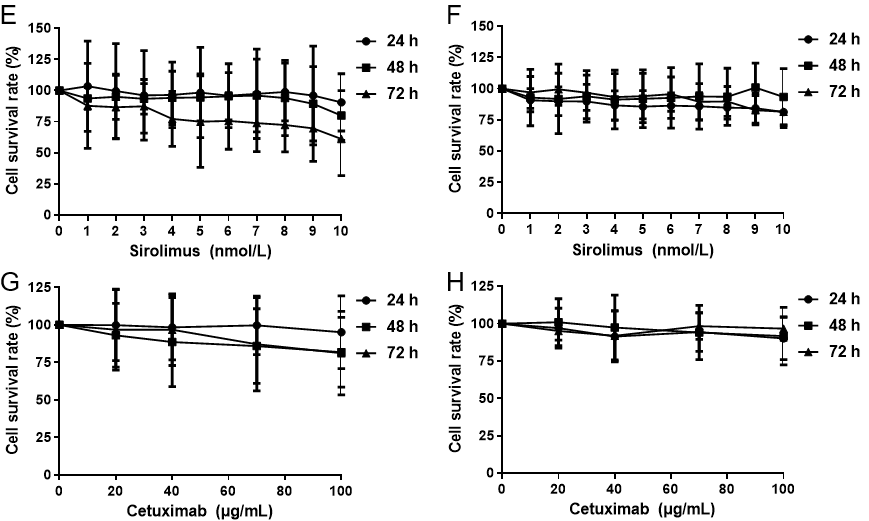 E
Cell survival rate (%)
150
125
100
75
50
25
0
0 1 2 3 4 5 6 7 8 9 10
Sirolimus (nmol/L)
24 h
48 h
72 h
F
Cell survival rate (%)
150
125
100
75
50
25
0
0 1 2 3 4 5 6 7 8 9 10
Sirolimus (nmol/L)
24 h
48 h
72 h
G
Cell survival rate (%)
125
100
75
50
25
0
0 20 40 60 80 100
Cetuximab (µg/mL)
24 h
48 h
72 h
H
Cell survival rate (%)
125
100
75
50
25
0
0 20 40 60 80 100
Cetuximab (µg/mL)
24 h
48 h
72 h